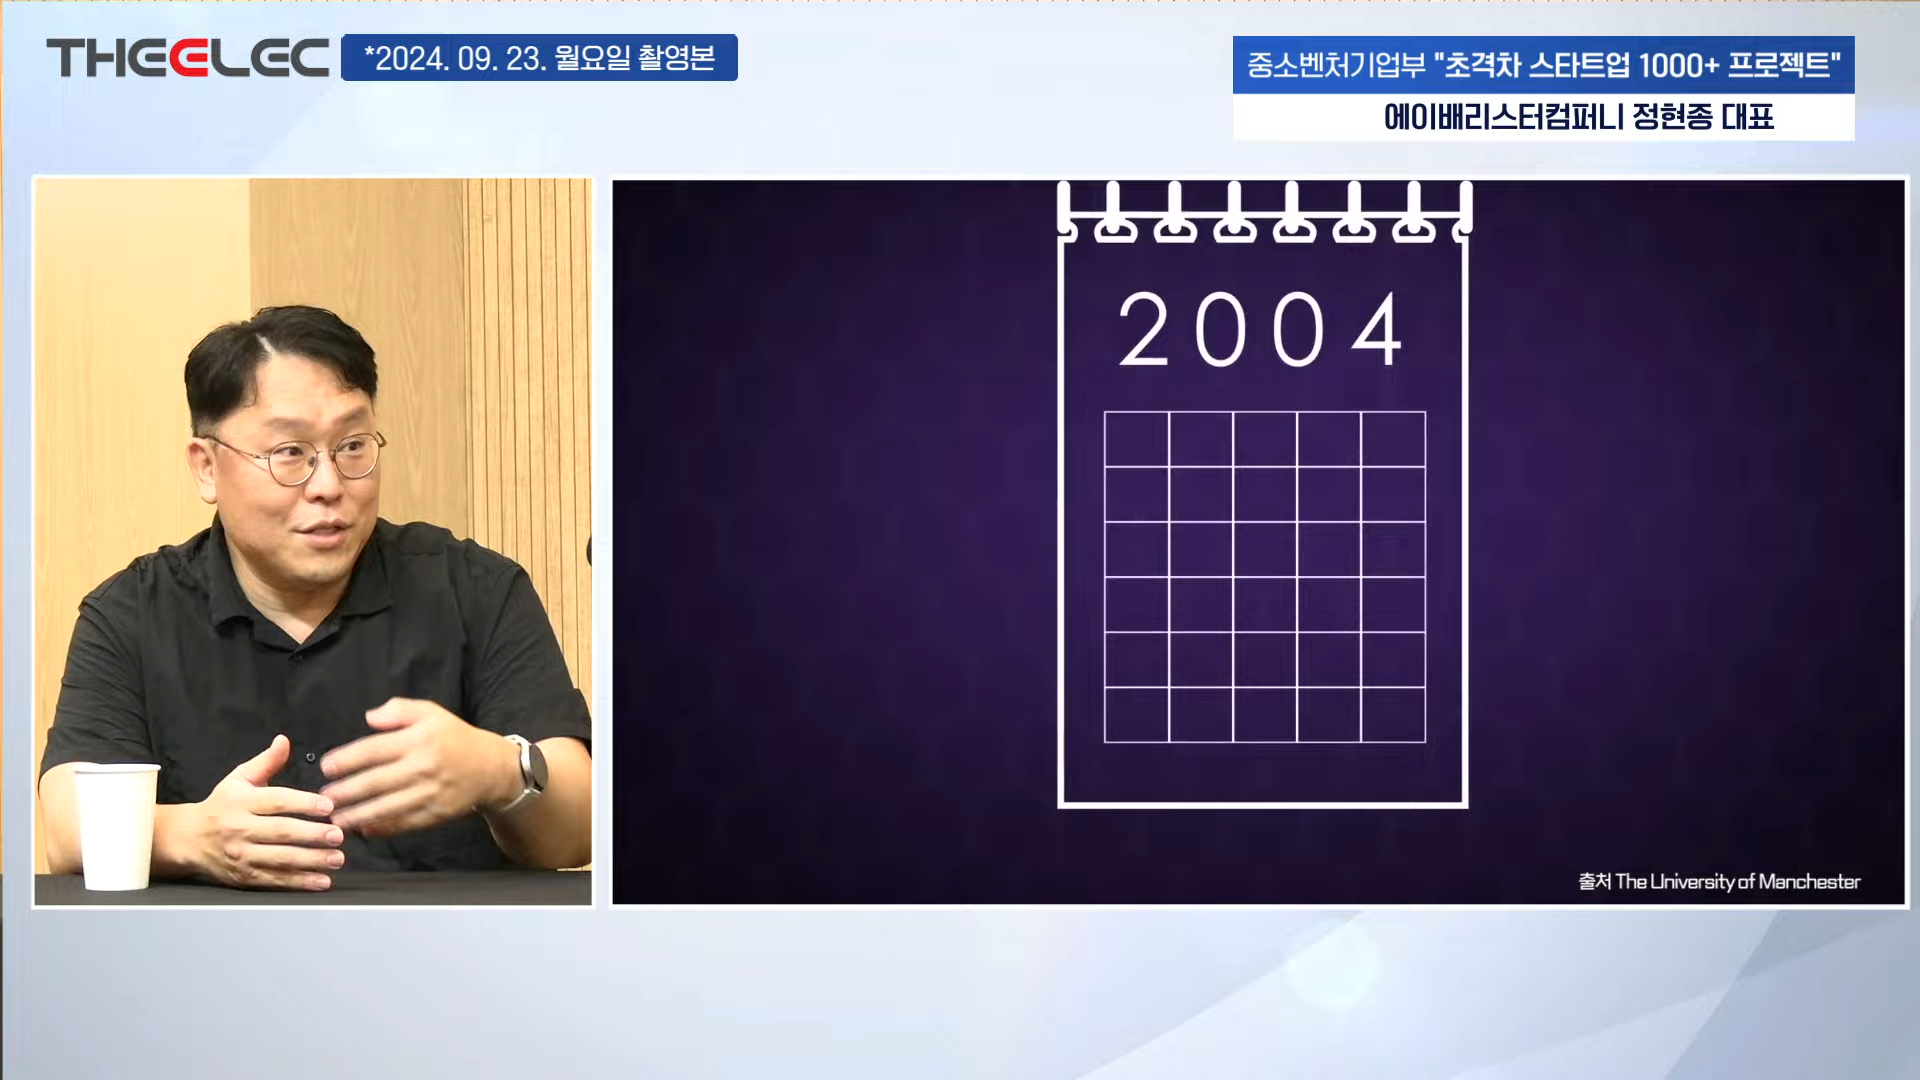 THEELEC
*2024. 09. 23. 월요일 촬영본
중소벤처기업부 "초격차 스타트업 1000+ 프로젝트"
에이배리스터컴퍼니 정현종 대표
2004
출처 The University of Manchester